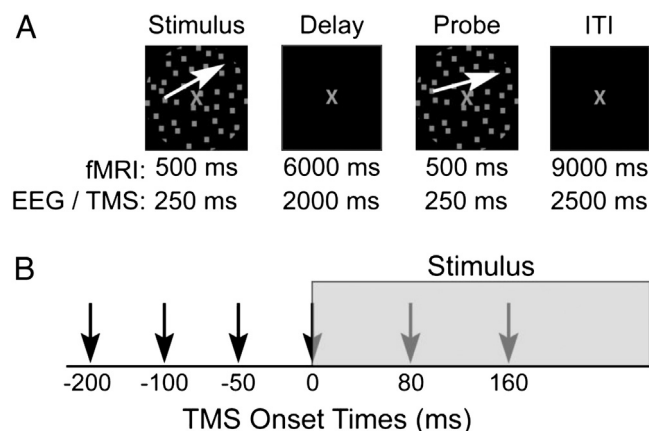 A
Stimulus Delay Probe ITI
X X X X
fMRI: 500 ms 6000 ms 500 ms 9000 ms
EEG / TMS: 250 ms 2000 ms 250 ms 2500 ms
B
Stimulus
-200 -100 -50 0 80 160
TMS Onset Times (ms)